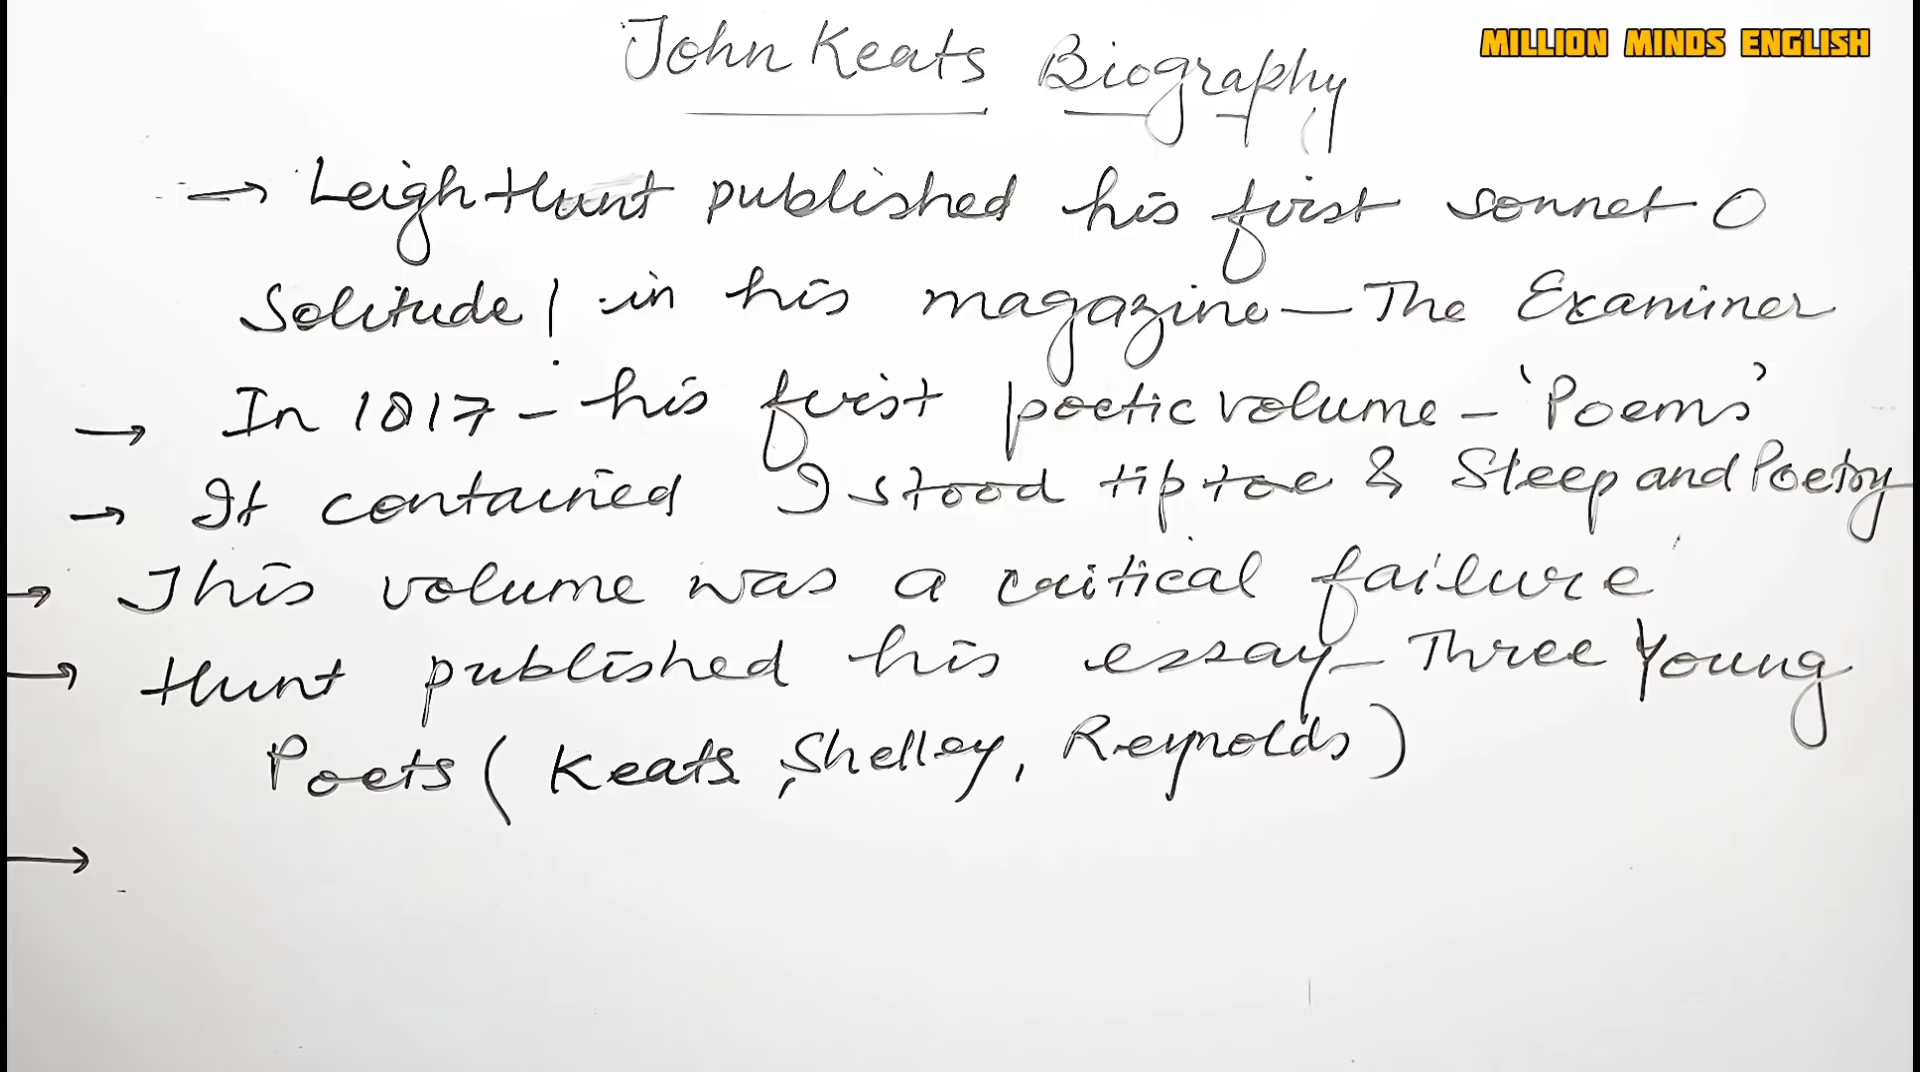 John Keats Biography
MILLION MINDS ENGLISH
→ Leigh Hunt published his first sonnet O
Solitude! in his magazine — The Examiner
→ In 1817 - his first poetic volume - 'Poems'
→ It contained I stood tiptoe & Sleep and Poetry
→ This volume was a critical failure
→ Hunt published his essay - Three Young
Poets ( Keats, Shelley, Reynolds )
→